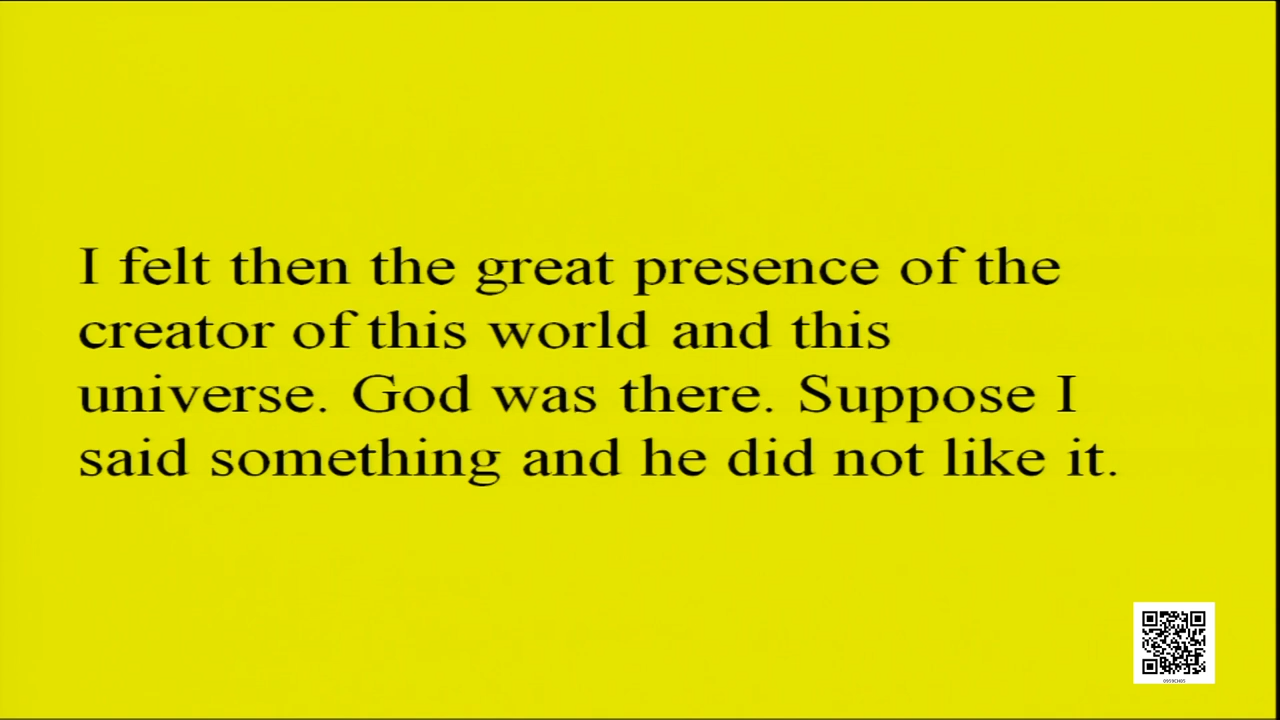 I felt then the great presence of the
creator of this world and this
universe. God was there. Suppose I
said something and he did not like it.
0959CH05